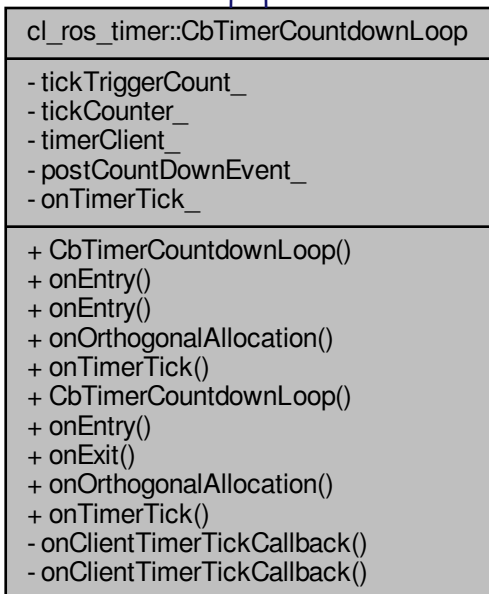 cl_ros_timer::CbTimerCountdownLoop
- tickTriggerCount_
- tickCounter_
- timerClient_
- postCountDownEvent_
- onTimerTick_
+ CbTimerCountdownLoop()
+ onEntry()
+ onEntry()
+ onOrthogonalAllocation()
+ onTimerTick()
+ CbTimerCountdownLoop()
+ onEntry()
+ onExit()
+ onOrthogonalAllocation()
+ onTimerTick()
- onClientTimerTickCallback()
- onClientTimerTickCallback()